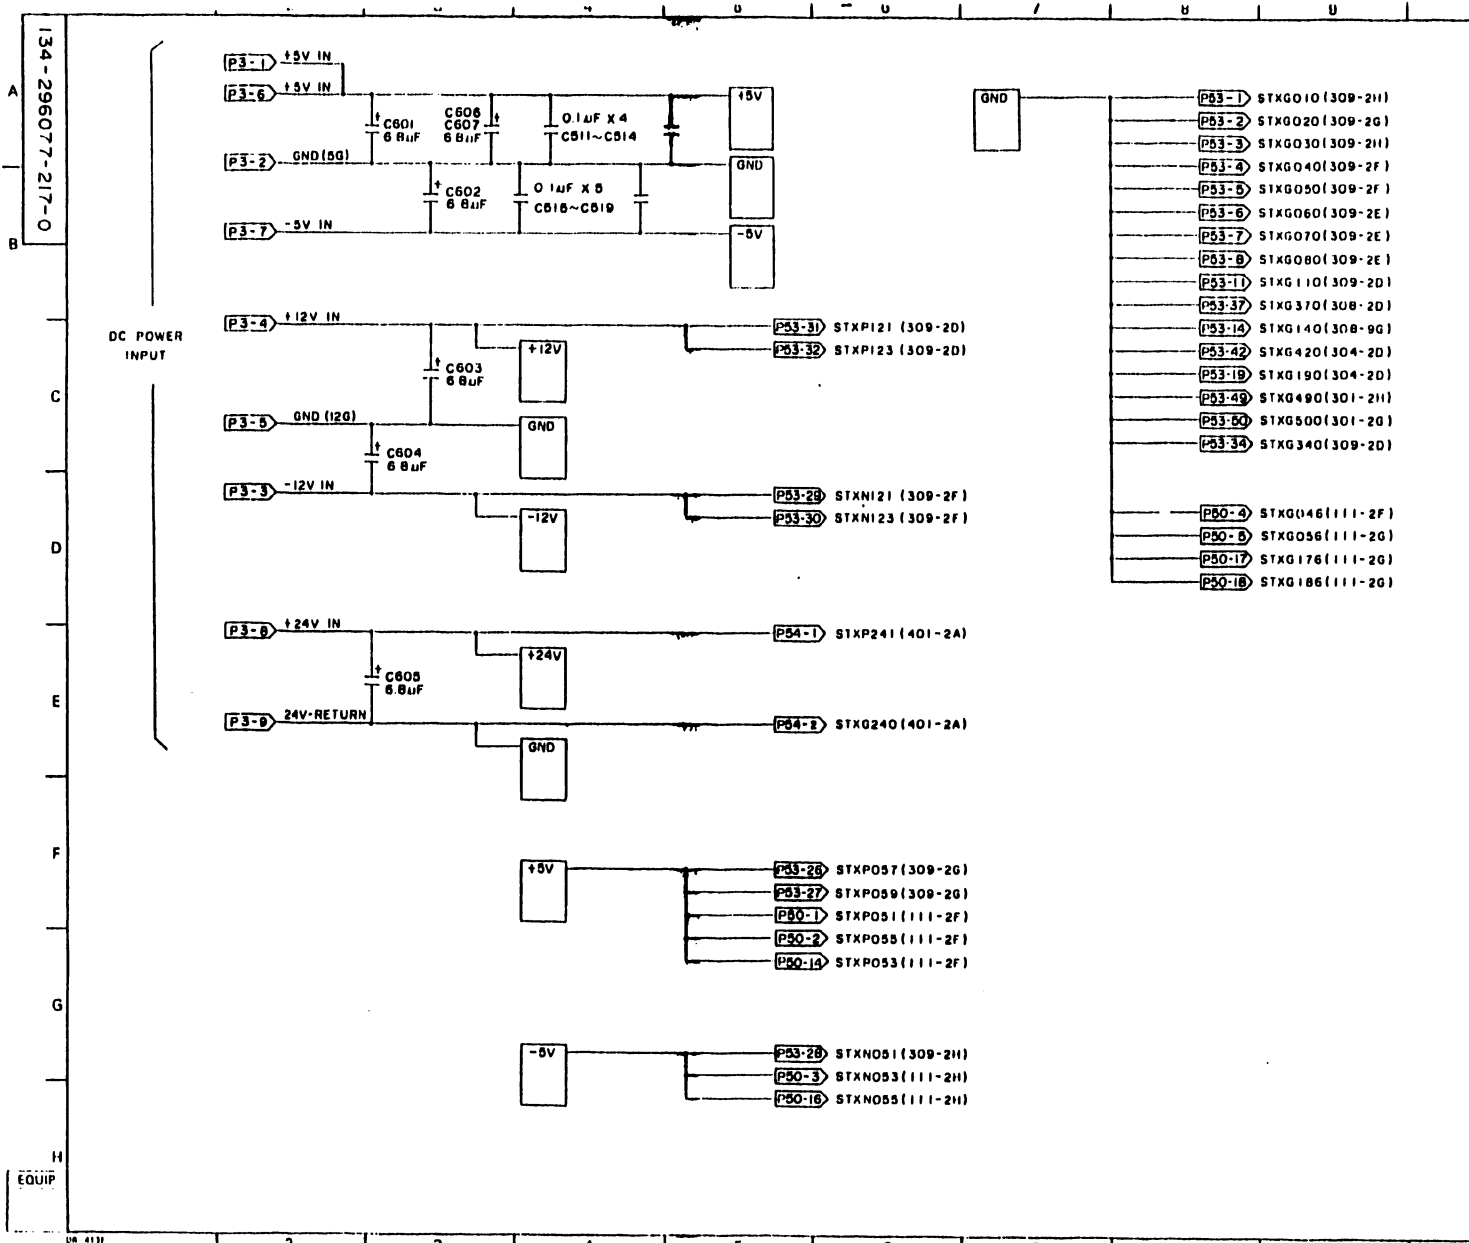 134-29607?-217-0
A
B
C
D
E
F
G
H
DC POWER
INPUT
P3-1 +5V IN
P3-6 +5V IN
C601
6.8uF
C606
C607
6.8uF
0.1uF X 4
C511~C514
+5V
P3-2 GND(5G)
GND
C602
6.8uF
0.1uF X 5
C515~C519
P3-7 -5V IN
-5V
P3-4 +12V IN
P53-31 STXP121 (309-2D)
P53-32 STXP123 (309-2D)
+12V
C603
6.8uF
P3-5 GND (12G)
GND
C604
6.8uF
P3-3 -12V IN
P53-29 STXN121 (309-2F)
P53-30 STXN123 (309-2F)
-12V
P3-8 +24V IN
P54-1 STXP241 (401-2A)
+24V
C605
6.8uF
P3-9 24V-RETURN
P54-2 STXG240 (401-2A)
GND
+5V
P53-26 STXP057(309-2G)
P53-27 STXP059(309-2G)
P50-1 STXP051(111-2F)
P50-2 STXP055(111-2F)
P50-14 STXP053(111-2F)
-5V
P53-28 STXN051(309-2H)
P50-3 STXN053(111-2H)
P50-16 STXN055(111-2H)
GND
P53-1 STXG010(309-2H)
P53-2 STXG020(309-2G)
P53-3 STXG030(309-2H)
P53-4 STXG040(309-2F)
P53-5 STXG050(309-2F)
P53-6 STXG060(309-2E)
P53-7 STXG070(309-2E)
P53-8 STXG080(309-2E)
P53-11 STXG110(309-2D)
P53-37 STXG370(308-2D)
P53-14 STXG140(308-9G)
P53-42 STXG420(304-2D)
P53-19 STXG190(304-2D)
P53-49 STXG490(301-2H)
P53-50 STXG500(301-2G)
P53-34 STXG340(309-2D)
P50-4 STXG046(111-2F)
P50-5 STXG056(111-2G)
P50-17 STXG176(111-2G)
P50-18 STXG186(111-2G)
EQUIP